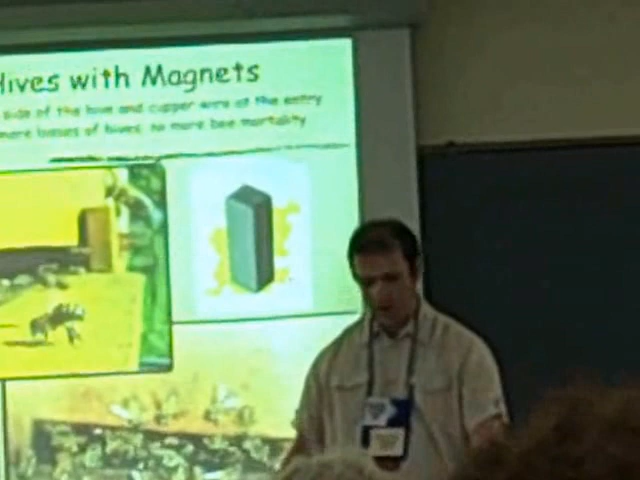 Hives with Magnets
side of the hive and copper wire at the entry
more losses of hives. no more bee mortality